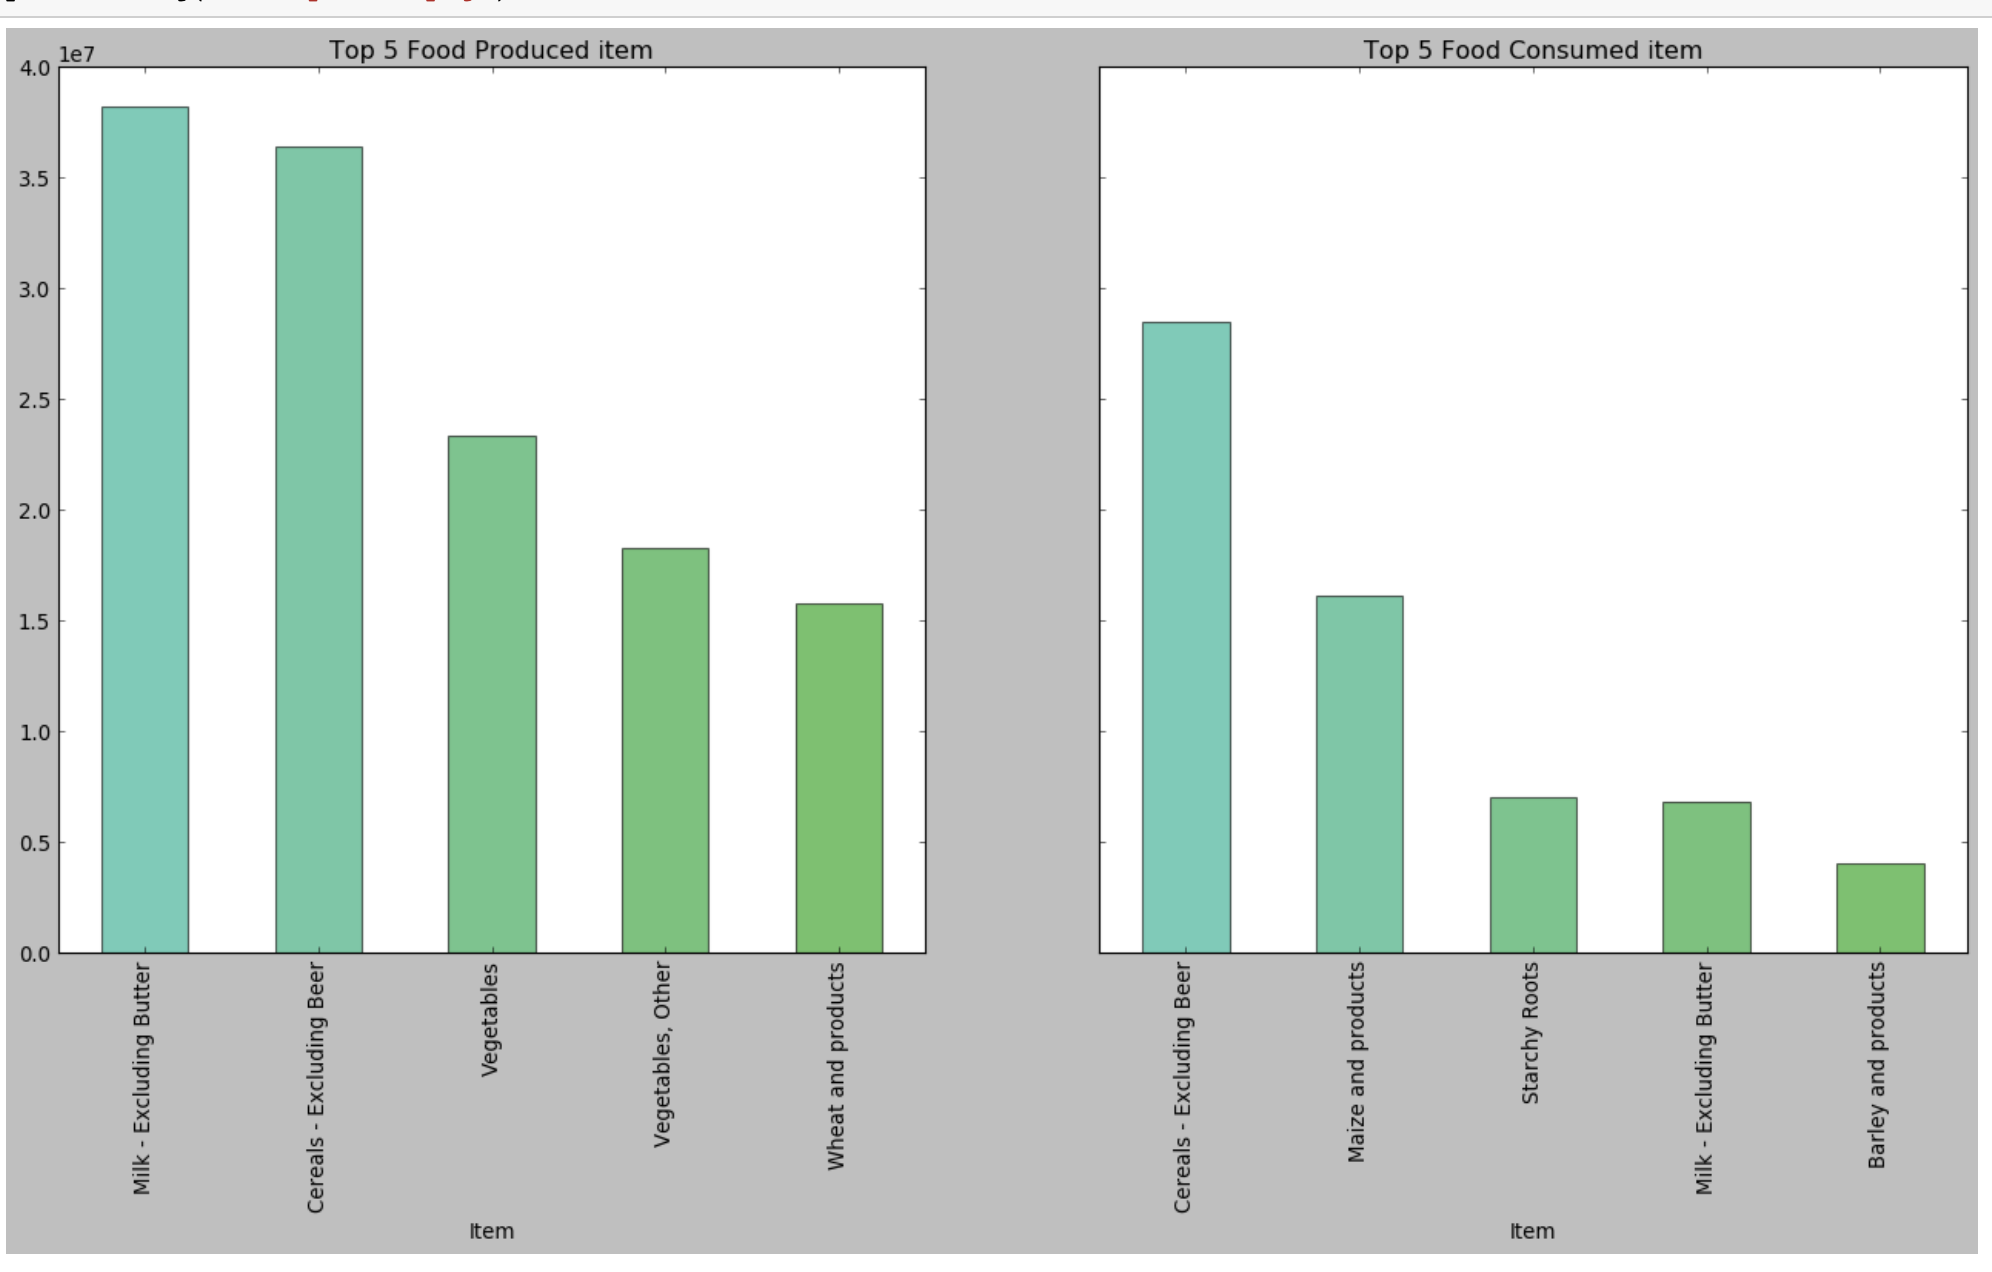 Top 5 Food Produced item
1e7
4.0
3.5
3.0
2.5
2.0
1.5
1.0
0.5
0.0
Milk - Excluding Butter
Cereals - Excluding Beer
Vegetables
Vegetables, Other
Wheat and products
Item
Top 5 Food Consumed item
Cereals - Excluding Beer
Maize and products
Starchy Roots
Milk - Excluding Butter
Barley and products
Item